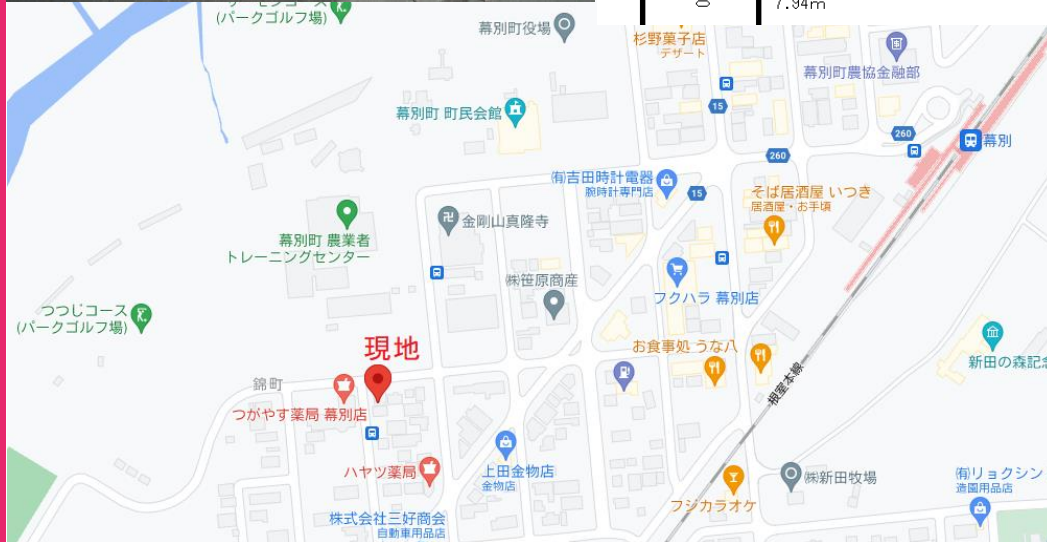 (パークゴルフ場)
7.94m
幕別町役場
杉野菓子店
デザート
幕別町農協金融部
15
幕別町 町民会館
260
260
幕別
(有)吉田時計電器
腕時計専門店
15
そば居酒屋 いつき
居酒屋・お手頃
金剛山真隆寺
卍
幕別町 農業者
トレーニングセンター
㈱笹原商産
フクハラ 幕別店
つつじコース
(パークゴルフ場)
お食事処 うな八
新田の森記念
現地
根室本線
錦町
つがやす薬局 幕別店
ハヤツ薬局
上田金物店
金物店
㈱新田牧場
(有)リョクシン
造園用品店
フジカラオケ
株式会社三好商会
自動車用品店